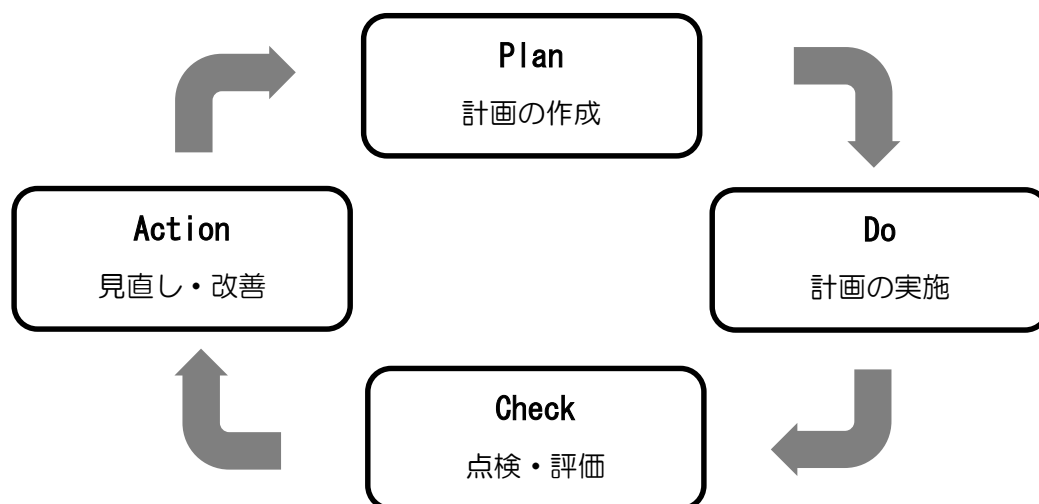 Plan
計画の作成
Action
見直し・改善
Do
計画の実施
Check
点検・評価